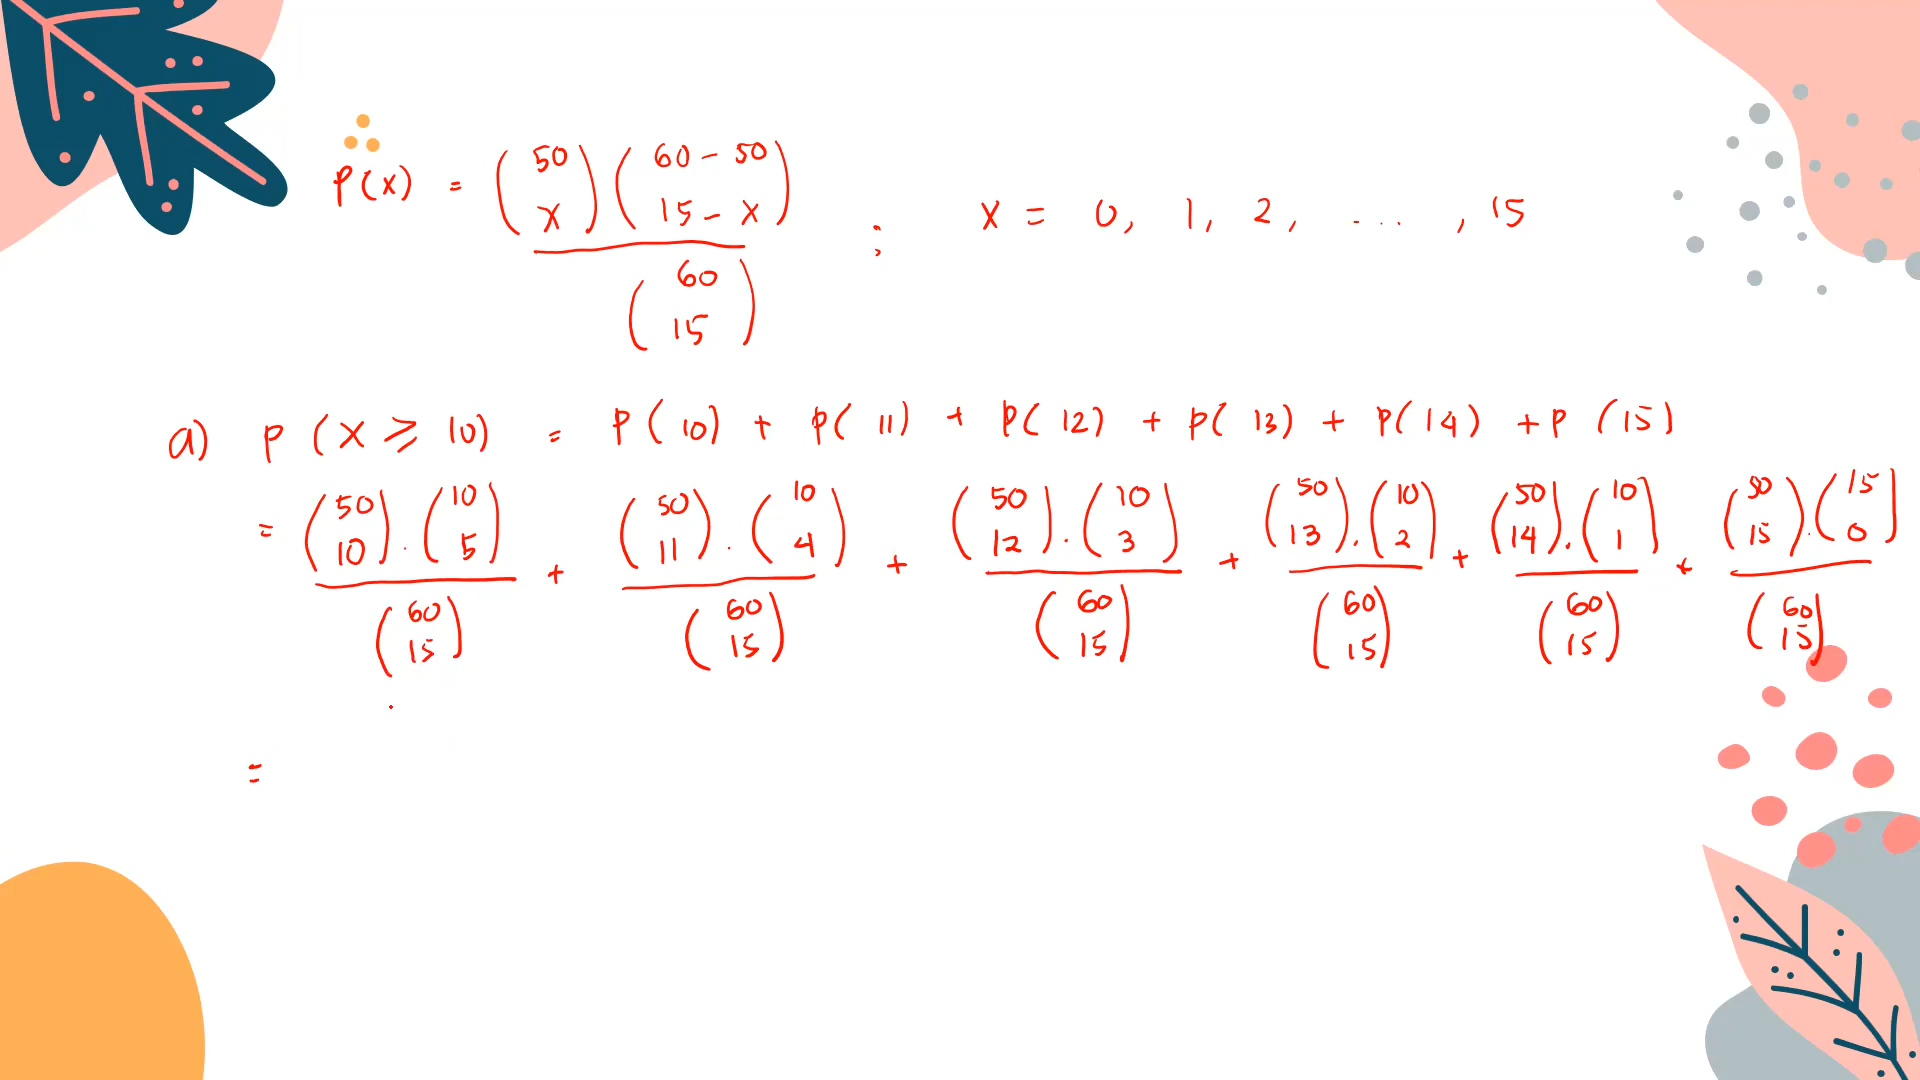 P(x) = (50 x)(60-50 15-x) / (60 15) ; x = 0, 1, 2, ... , 15
a) P (X ⩾ 10) = P(10) + P(11) + P(12) + P(13) + P(14) + P(15)
= (50 10).(10 5) / (60 15) + (50 11).(10 4) / (60 15) + (50 12).(10 3) / (60 15) + (50 13).(10 2) / (60 15) + (50 14).(10 1) / (60 15) + (50 15).(15 0) / (60 15)
=